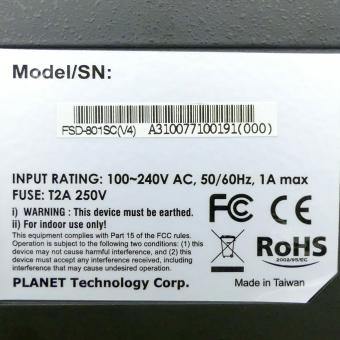 Model/SN:
FSD-801SC(V4) A310077100191(000)
INPUT RATING: 100~240V AC, 50/60Hz, 1A max
FUSE: T2A 250V
i) WARNING : This device must be earthed.
ii) For indoor use only!
This equipment complies with Part 15 of the FCC rules.
Operation is subject to the following two conditions: (1) this
device may not cause harmful interference, and (2) this
device must accept received interference, including
interference that may cause undesired operation.
FC CE
RoHS
2002/95/EC
PLANET Technology Corp.
Made in Taiwan